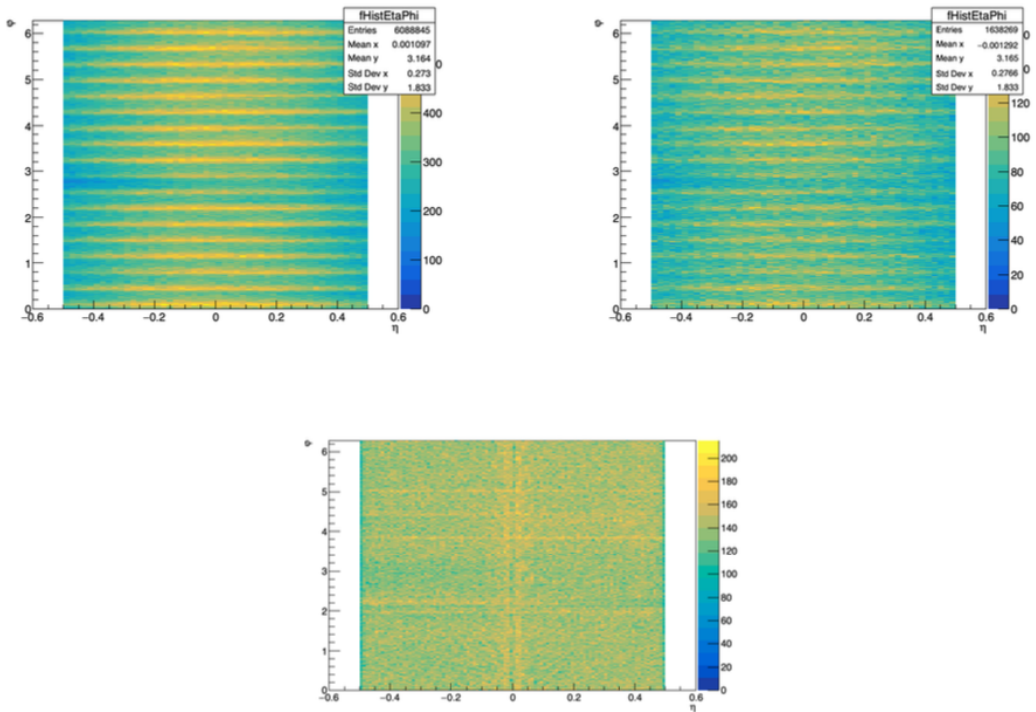 fHistEtaPhi
Entries 6088845
Mean x 0.001097
Mean y 3.164
Std Dev x 0.273
Std Dev y 1.833
φ
6
5
4
3
2
1
0
−0.6 −0.4 −0.2 0 0.2 0.4 0.6
η
0
400
300
200
100
0
fHistEtaPhi
Entries 1638269
Mean x −0.001292
Mean y 3.165
Std Dev x 0.2766
Std Dev y 1.833
φ
6
5
4
3
2
1
0
−0.6 −0.4 −0.2 0 0.2 0.4 0.6
η
0
0
120
100
80
60
40
20
0
φ
6
5
4
3
2
1
0
−0.6 −0.4 −0.2 0 0.2 0.4 0.6
η
200
180
160
140
120
100
80
60
40
20
0